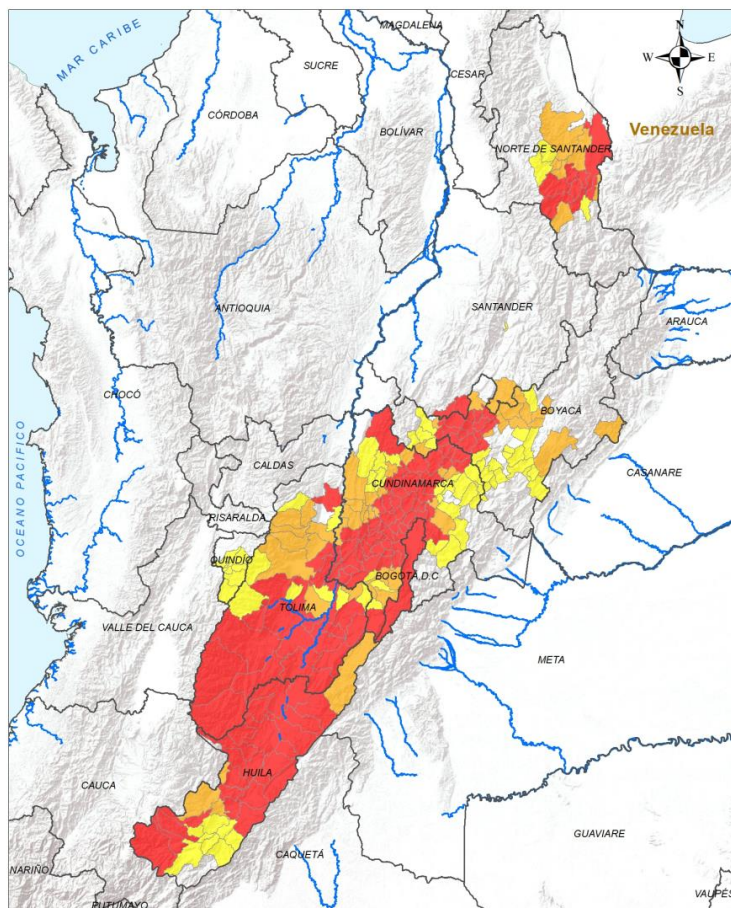 MAGDALENA
N
MAR CARIBE
SUCRE
CESAR
W
E
S
CÓRDOBA
BOLÍVAR
Venezuela
NORTE DE SANTANDER
ANTIOQUIA
SANTANDER
ARAUCA
CHOCÓ
BOYACÁ
OCEANO PACIFICO
CALDAS
CUNDINAMARCA
CASANARE
RISARALDA
QUINDÍO
BOGOTÁ, D.C
TOLIMA
VALLE DEL CAUCA
META
HUILA
CAUCA
GUAVIARE
CAQUETÁ
NARIÑO
PUTUMAYO
VAUPÉS